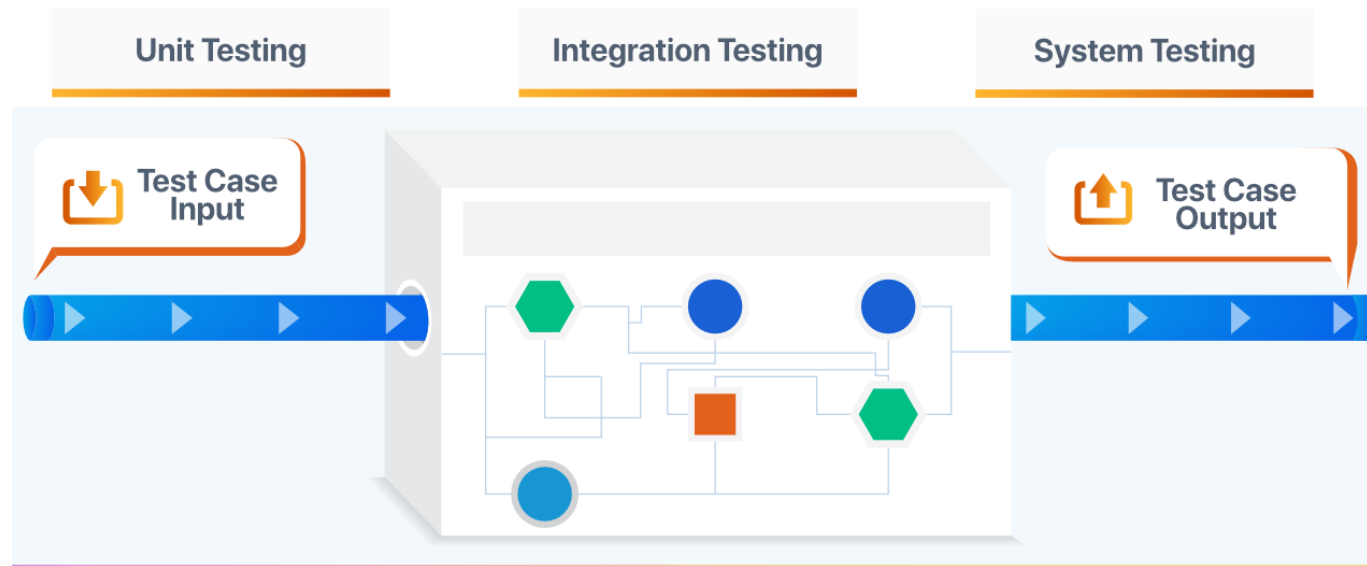 Unit Testing
Integration Testing
System Testing
Test Case
Input
Test Case
Output